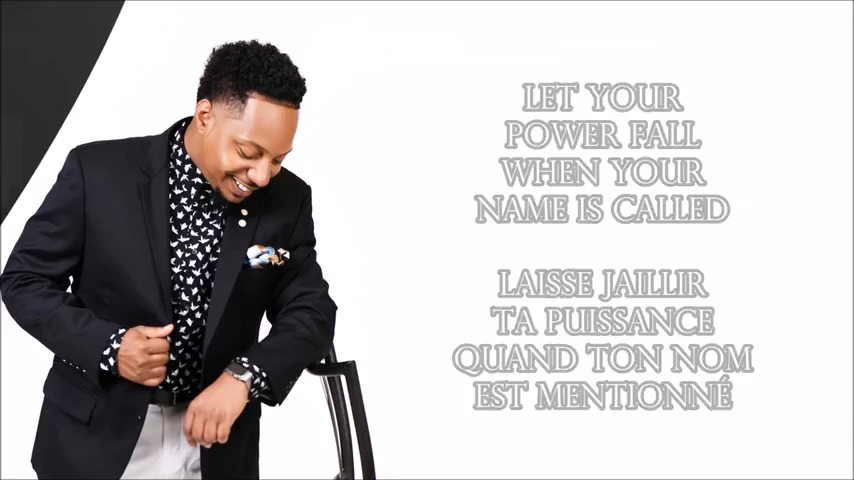 LET YOUR
POWER FALL
WHEN YOUR
NAME IS CALLED
LAISSE JAILLIR
TA PUISSANCE
QUAND TON NOM
EST MENTIONNÉ